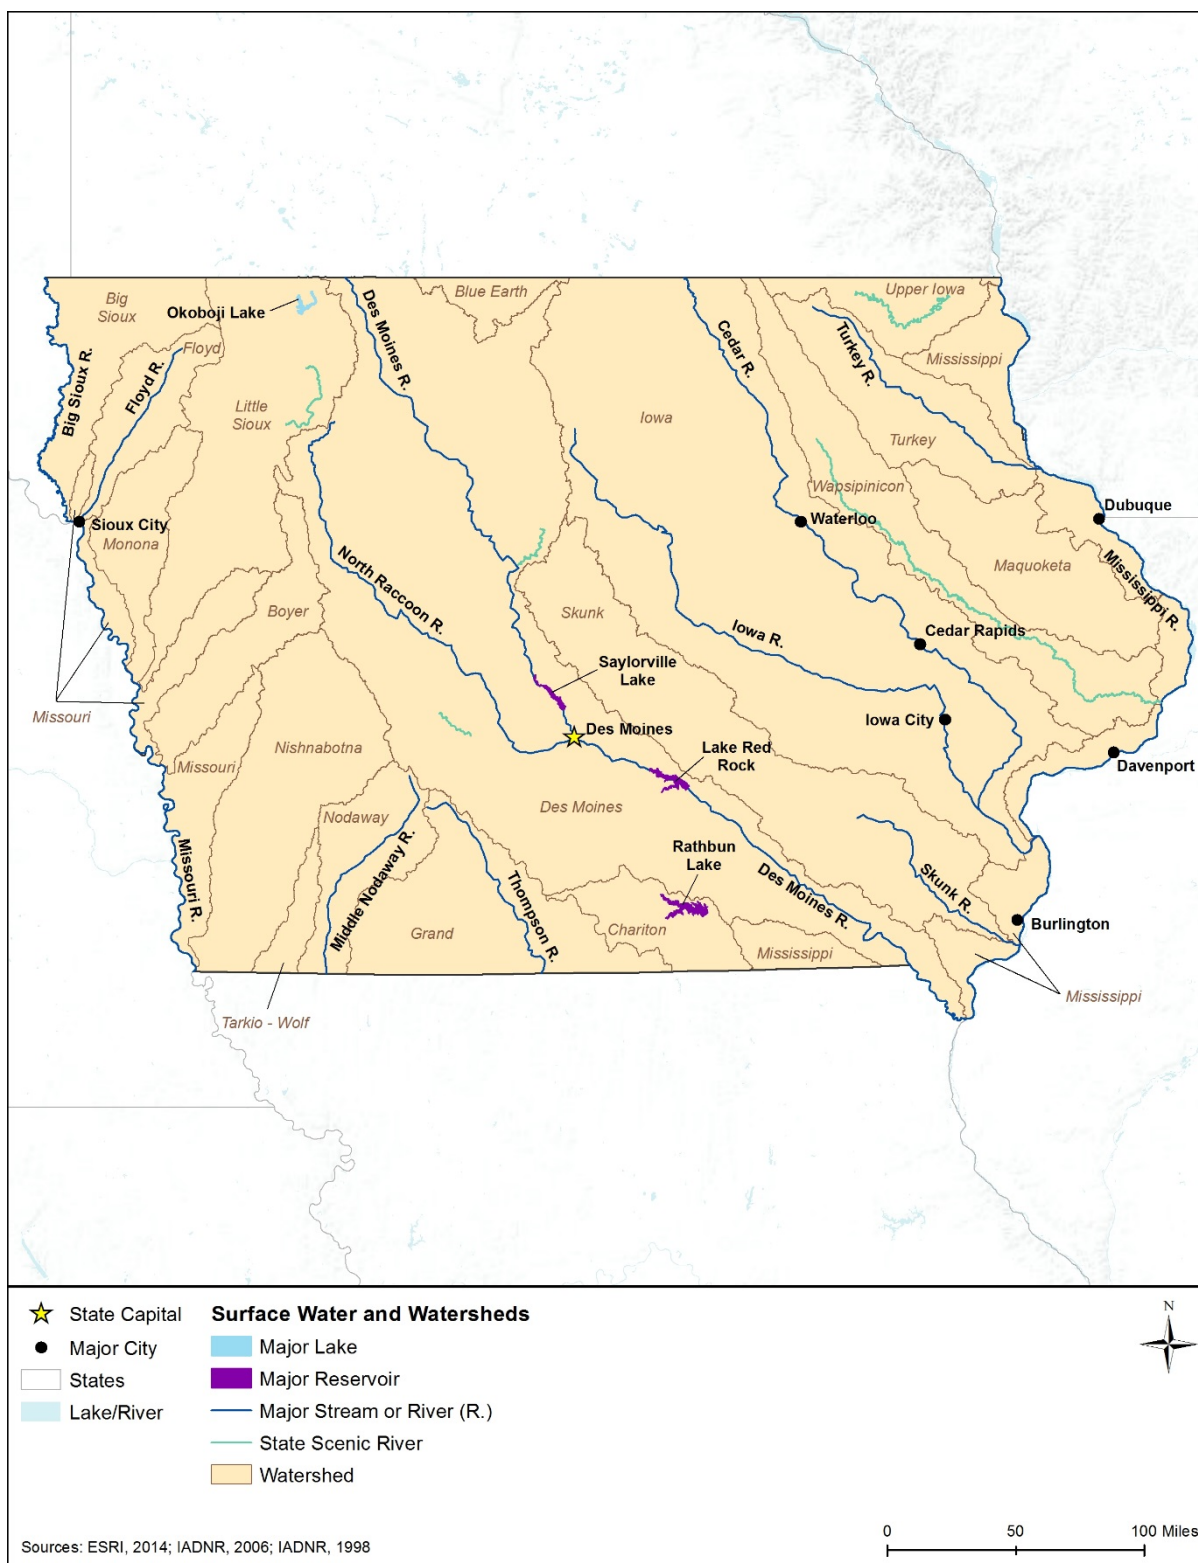 Big
Sioux
Okoboji Lake
Des Moines R.
Blue Earth
Upper Iowa
Floyd
Floyd R.
Big Sioux R.
Cedar R.
Turkey R.
Mississippi
Little
Sioux
Iowa
Turkey
Wapsipinicon
Dubuque
Sioux City
Waterloo
Monona
North Raccoon R.
Maquoketa
Mississippi R.
Boyer
Skunk
Iowa R.
Cedar Rapids
Saylorville
Lake
Missouri
Iowa City
Des Moines
Nishnabotna
Missouri
Lake Red
Rock
Davenport
Des Moines
Nodaway
Rathbun
Lake
Missouri R.
Middle Nodaway R.
Thompson R.
Des Moines R.
Skunk R.
Grand
Chariton
Burlington
Mississippi
Mississippi
Tarkio - Wolf
State Capital
Major City
States
Lake/River
Surface Water and Watersheds
Major Lake
Major Reservoir
Major Stream or River (R.)
State Scenic River
Watershed
N
0 50 100 Miles
Sources: ESRI, 2014; IADNR, 2006; IADNR, 1998